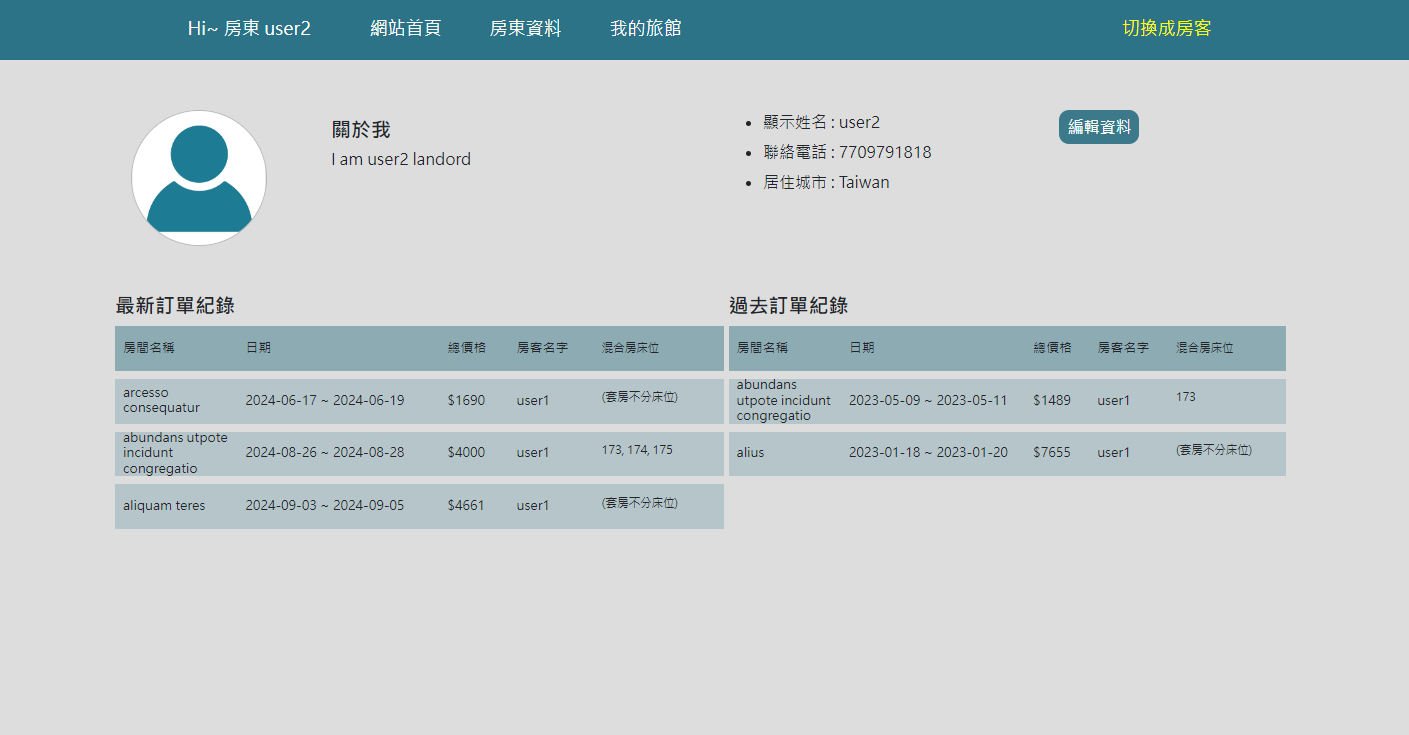 Hi~ 房東 user2 網站首頁 房東資料 我的旅館 切換成房客
關於我
I am user2 landord
顯示姓名 : user2
聯絡電話 : 7709791818
居住城市 : Taiwan
編輯資料
最新訂單紀錄
房間名稱 日期 總價格 房客名字 混合房床位
arcesso
consequatur
2024-06-17 ~ 2024-06-19 $1690 user1 (套房不分床位)
abundans utpote
incidunt
congregatio
2024-08-26 ~ 2024-08-28 $4000 user1 173, 174, 175
aliquam teres 2024-09-03 ~ 2024-09-05 $4661 user1 (套房不分床位)
過去訂單紀錄
房間名稱 日期 總價格 房客名字 混合房床位
abundans
utpote incidunt
congregatio
2023-05-09 ~ 2023-05-11 $1489 user1 173
alius 2023-01-18 ~ 2023-01-20 $7655 user1 (套房不分床位)